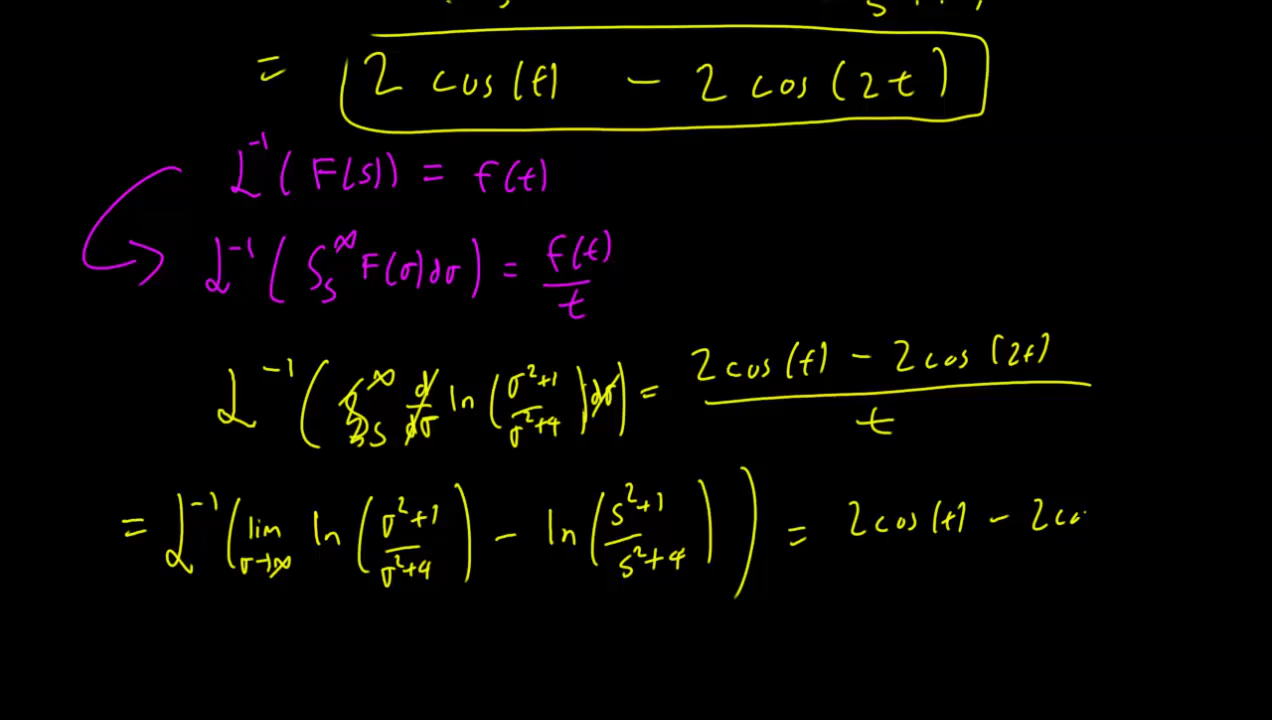 = 2 cos(t) − 2 cos(2t)
ℒ⁻¹(F(s)) = f(t)
ℒ⁻¹(∫ₛ^∞ F(σ)dσ) = f(t)/t
ℒ⁻¹(∫ₛ^∞ d/dσ ln((σ²+1)/(σ²+4))dσ) = (2cos(t) − 2cos(2t))/t
= ℒ⁻¹(lim σ→∞ ln((σ²+1)/(σ²+4)) − ln((s²+1)/(s²+4))) = 2cos(t) − 2co